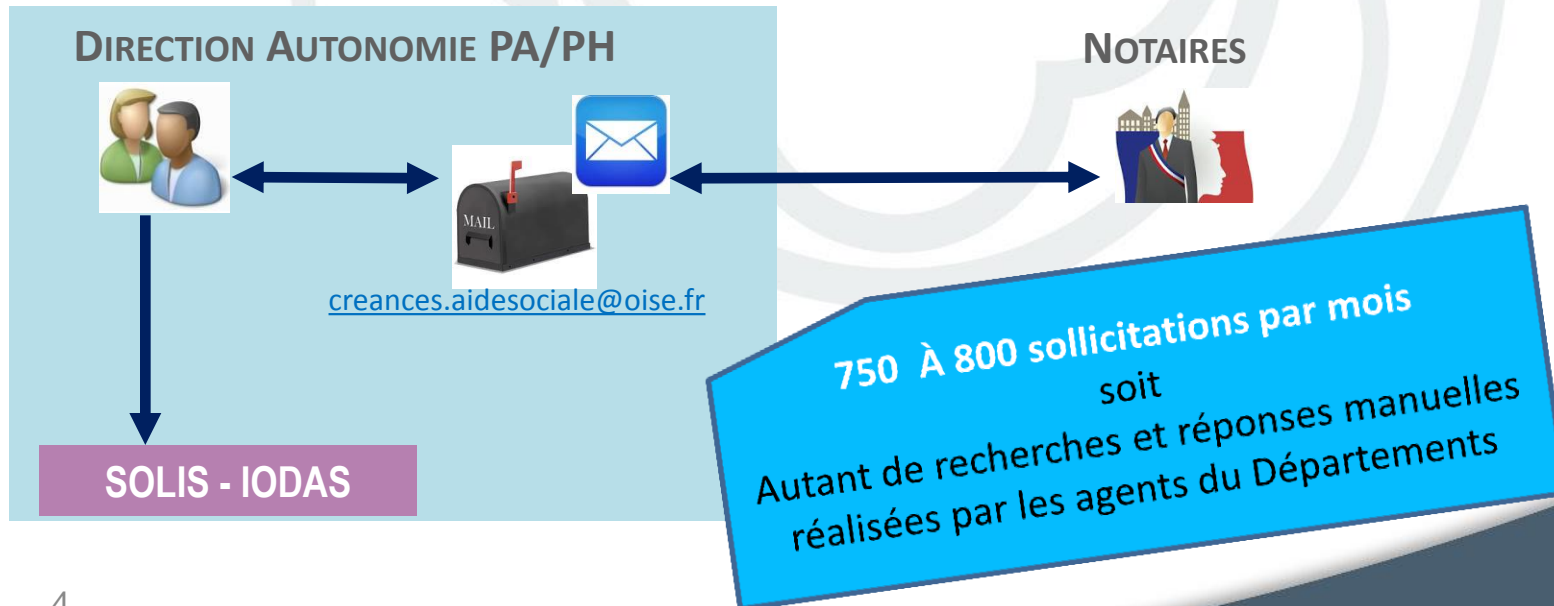 DIRECTION AUTONOMIE PA/PH
NOTAIRES
MAIL
creances.aidesociale@oise.fr
SOLIS - IODAS
750 À 800 sollicitations par mois
soit
Autant de recherches et réponses manuelles
réalisées par les agents du Départements
4